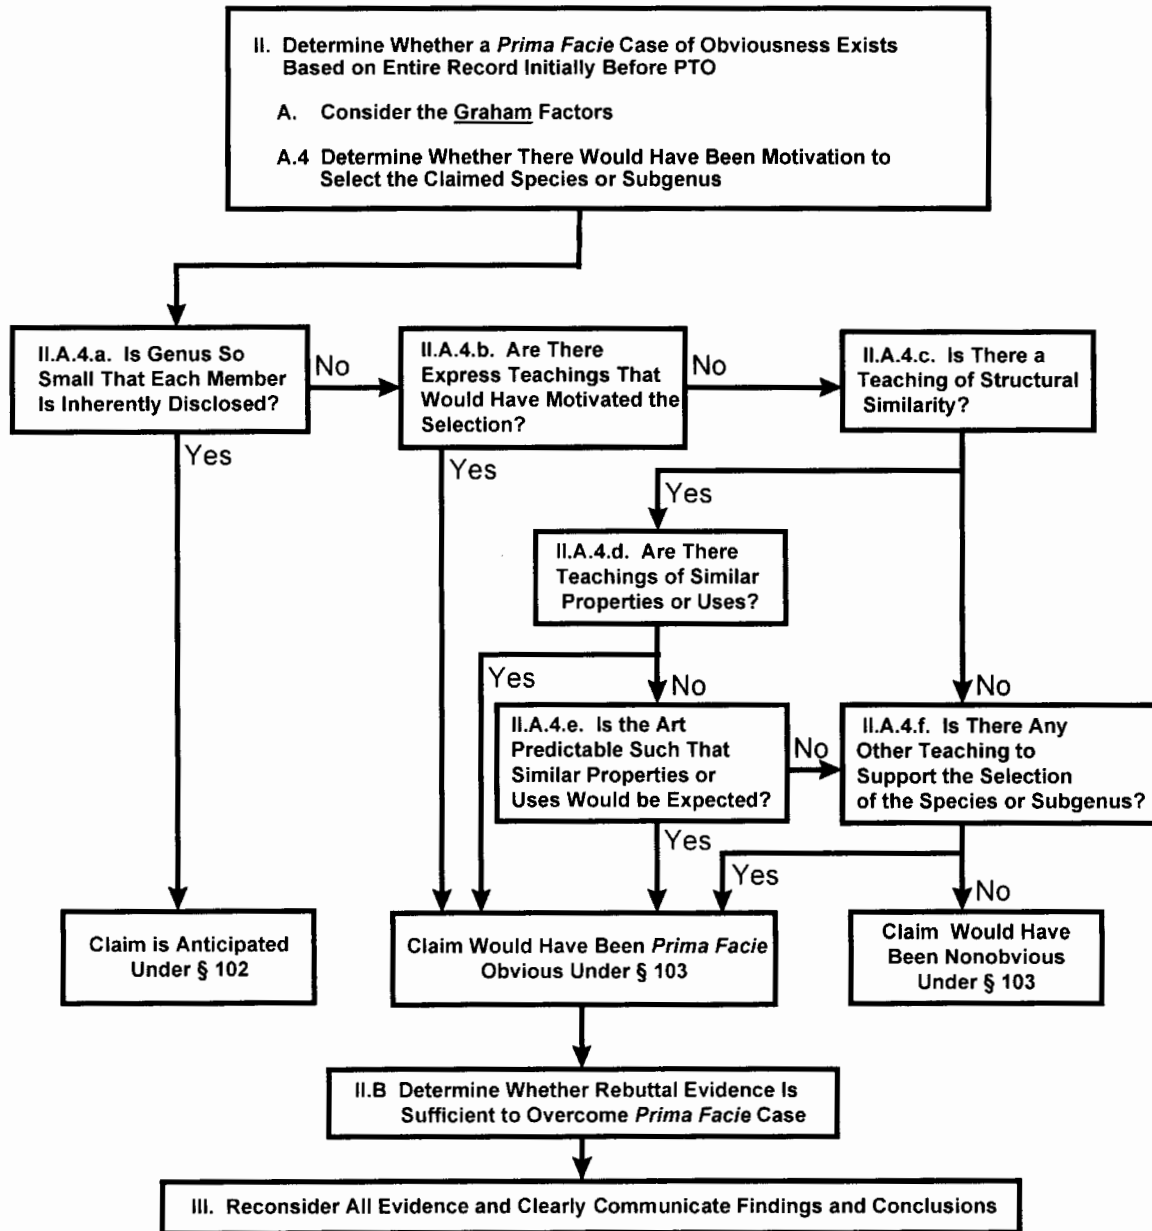 II. Determine Whether a Prima Facie Case of Obviousness Exists
Based on Entire Record Initially Before PTO
A. Consider the Graham Factors
A.4 Determine Whether There Would Have Been Motivation to
Select the Claimed Species or Subgenus
II.A.4.a. Is Genus So
Small That Each Member
Is Inherently Disclosed?
No
Yes
II.A.4.b. Are There
Express Teachings That
Would Have Motivated the
Selection?
No
Yes
II.A.4.c. Is There a
Teaching of Structural
Similarity?
Yes
No
II.A.4.d. Are There
Teachings of Similar
Properties or Uses?
Yes
No
II.A.4.e. Is the Art
Predictable Such That
Similar Properties or
Uses Would be Expected?
No
Yes
II.A.4.f. Is There Any
Other Teaching to
Support the Selection
of the Species or Subgenus?
Yes
No
Claim is Anticipated
Under § 102
Claim Would Have Been Prima Facie
Obvious Under § 103
Claim Would Have
Been Nonobvious
Under § 103
II.B Determine Whether Rebuttal Evidence Is
Sufficient to Overcome Prima Facie Case
III. Reconsider All Evidence and Clearly Communicate Findings and Conclusions